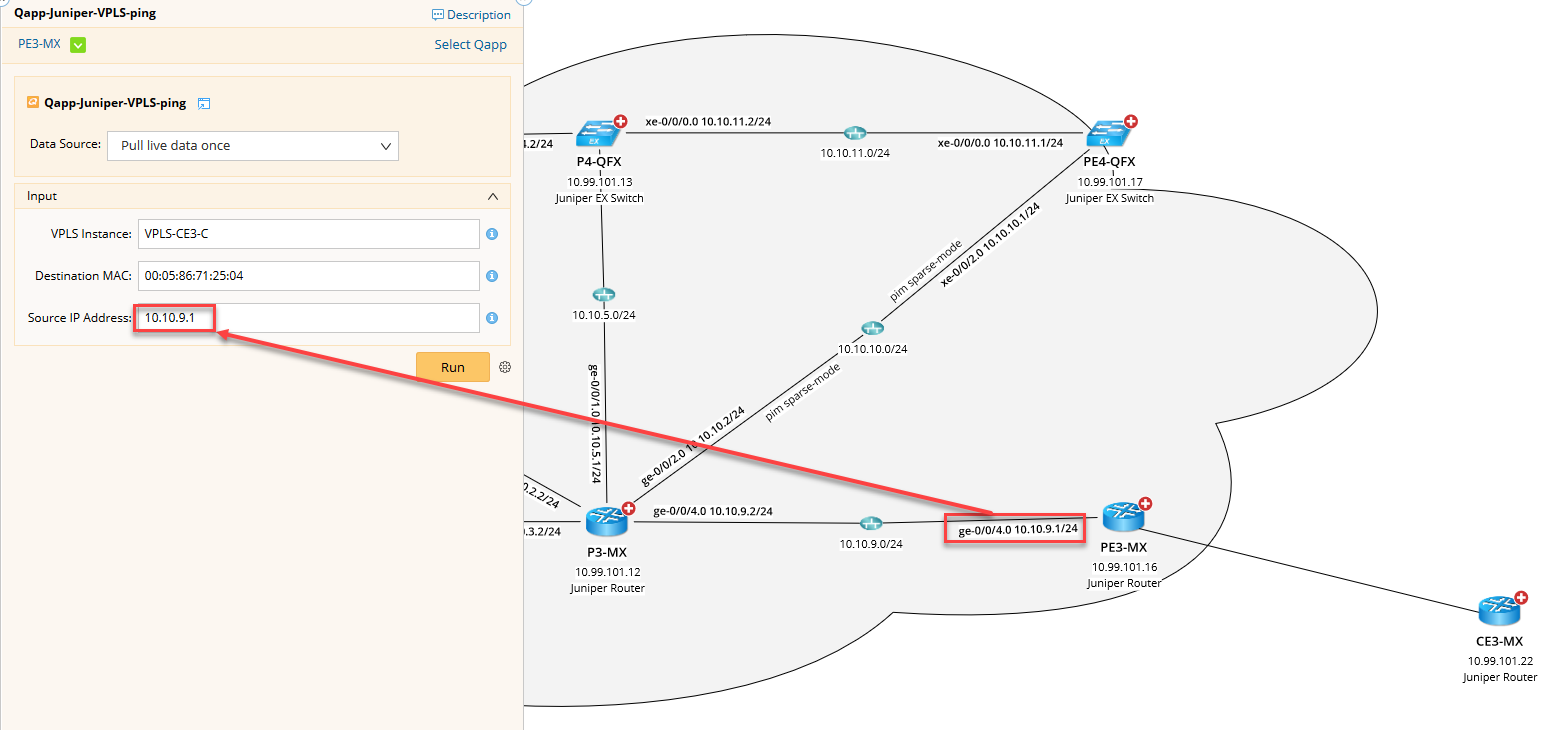 Qapp-Juniper-VPLS-ping
Description
PE3-MX
Select Qapp
Qapp-Juniper-VPLS-ping
Data Source:
Pull live data once
Input
VPLS Instance:
VPLS-CE3-C
Destination MAC:
00:05:86:71:25:04
Source IP Address:
10.10.9.1
Run
.2/24
EX
P4-QFX
10.99.101.13
Juniper EX Switch
xe-0/0/0.0 10.10.11.2/24
10.10.11.0/24
xe-0/0/0.0 10.10.11.1/24
PE4-QFX
10.99.101.17
Juniper EX Switch
EX
10.10.5.0/24
ge-0/0/1.0 10.10.5.1/24
pim sparse-mode
xe-0/0/2.0 10.10.10.1/24
10.10.10.0/24
pim sparse-mode
ge-0/0/2.0 10.10.10.2/24
.2.2/24
.3.2/24
P3-MX
10.99.101.12
Juniper Router
ge-0/0/4.0 10.10.9.2/24
10.10.9.0/24
ge-0/0/4.0 10.10.9.1/24
PE3-MX
10.99.101.16
Juniper Router
CE3-MX
10.99.101.22
Juniper Router